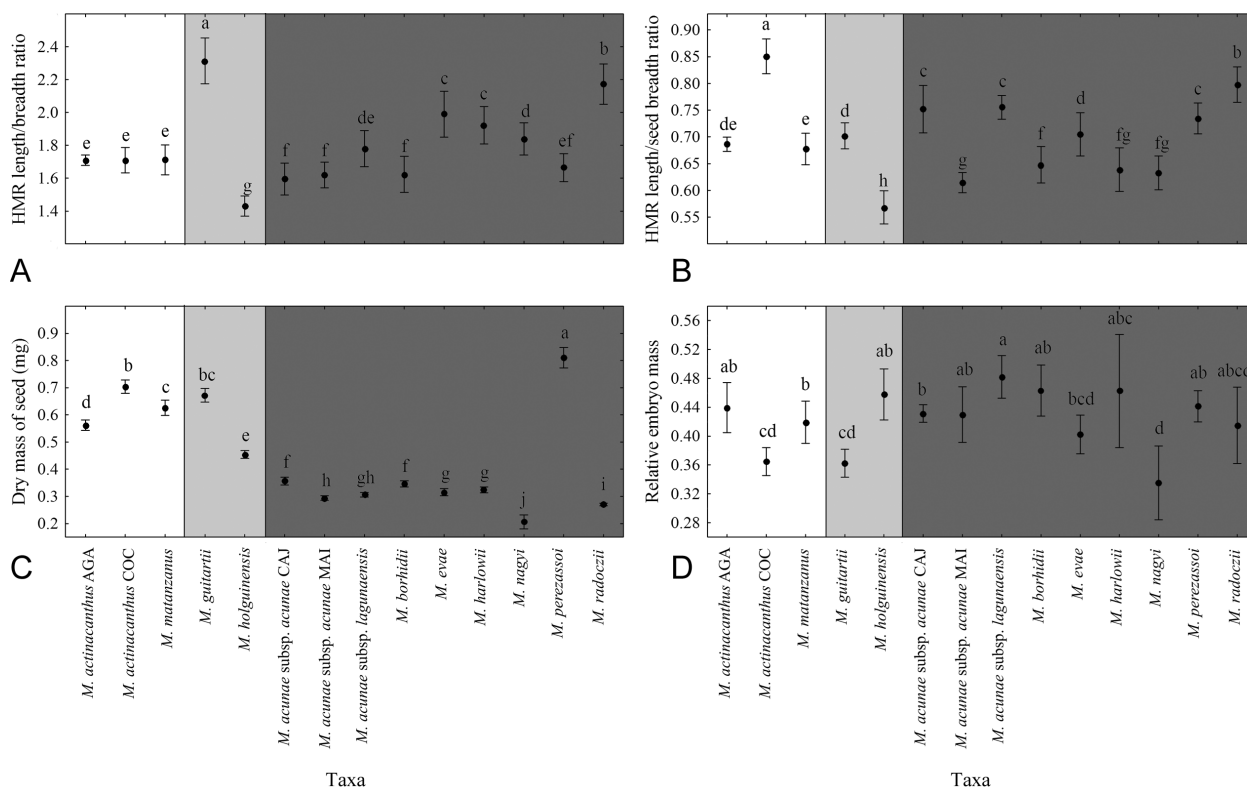 HMR length/breadth ratio
2.4
2.2
2.0
1.8
1.6
1.4
a
e
e
e
g
f
f
de
f
c
c
d
ef
b
A
HMR length/seed breadth ratio
0.90
0.85
0.80
0.75
0.70
0.65
0.60
0.55
de
a
e
d
h
c
g
c
f
d
fg
fg
c
b
B
Dry mass of seed (mg)
0.9
0.8
0.7
0.6
0.5
0.4
0.3
0.2
d
b
c
bc
e
f
h
gh
f
g
g
j
a
i
C
Relative embryo mass
0.56
0.52
0.48
0.44
0.40
0.36
0.32
0.28
ab
cd
b
cd
ab
b
ab
a
ab
bcd
abc
d
ab
abcd
D
M. actinacanthus AGA
M. actinacanthus COC
M. matanzanus
M. guitartii
M. holguinensis
M. acunae subsp. acunae CAJ
M. acunae subsp. acunae MAI
M. acunae subsp. lagunaensis
M. borhidii
M. evae
M. harlowii
M. nagyi
M. perezassoi
M. radoczii
Taxa
M. actinacanthus AGA
M. actinacanthus COC
M. matanzanus
M. guitartii
M. holguinensis
M. acunae subsp. acunae CAJ
M. acunae subsp. acunae MAI
M. acunae subsp. lagunaensis
M. borhidii
M. evae
M. harlowii
M. nagyi
M. perezassoi
M. radoczii
Taxa